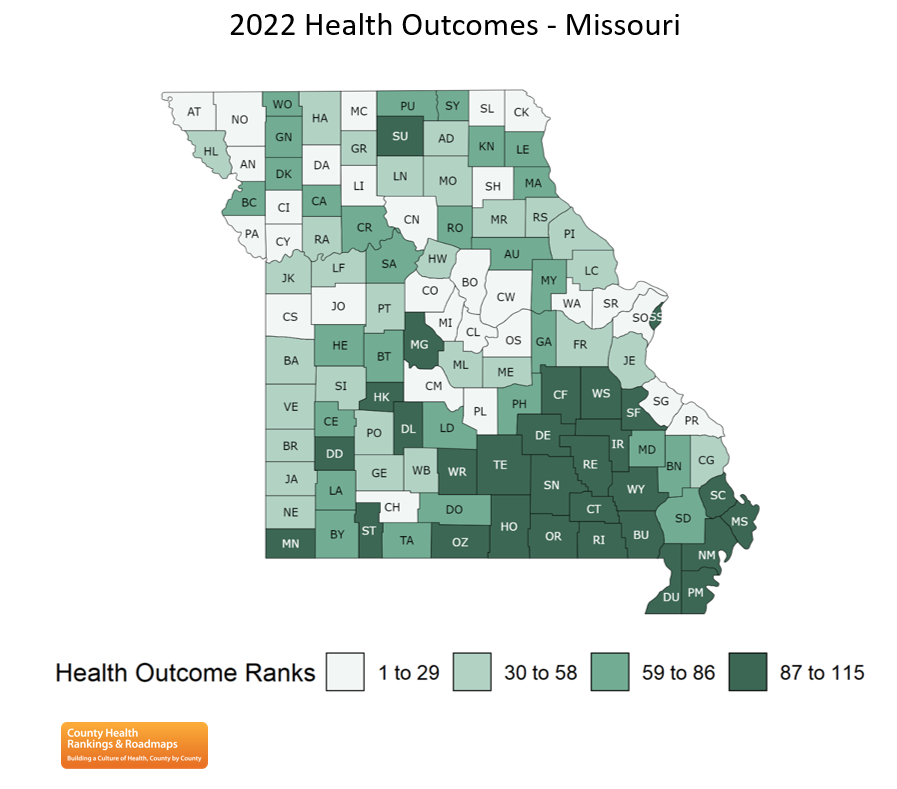 2022 Health Outcomes - Missouri
AT NO WO HA MC PU SY SL CK
HL AN GN DA GR SU AD KN LE
BC DK CI CA LI LN MO SH MA
PA CY RA CR CN RO MR RS PI
JK LF SA HW BO AU MY LC
CS JO PT CO CW WA SR SO SS
MI CL OS
BA HE BT MG ML ME GA FR JE
VE SI HK CM PL PH CF WS SF SG PR
CE PO DL LD DE IR MD BN CG
BR DD GE WB WR TE RE WY SC
JA LA CH DO SN CT SD MS
NE BY ST TA OZ HO OR RI BU NM
MN DU PM
Health Outcome Ranks 1 to 29 30 to 58 59 to 86 87 to 115
County Health
Rankings & Roadmaps
Building a Culture of Health, County by County